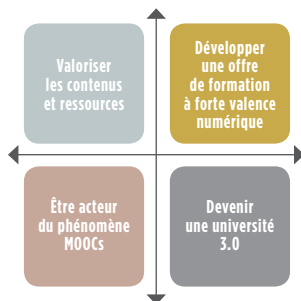 Valoriser
les contenus
et ressources
Développer
une offre
de formation
à forte valence
numérique
Être acteur
du phénomène
MOOCs
Devenir
une université
3.0